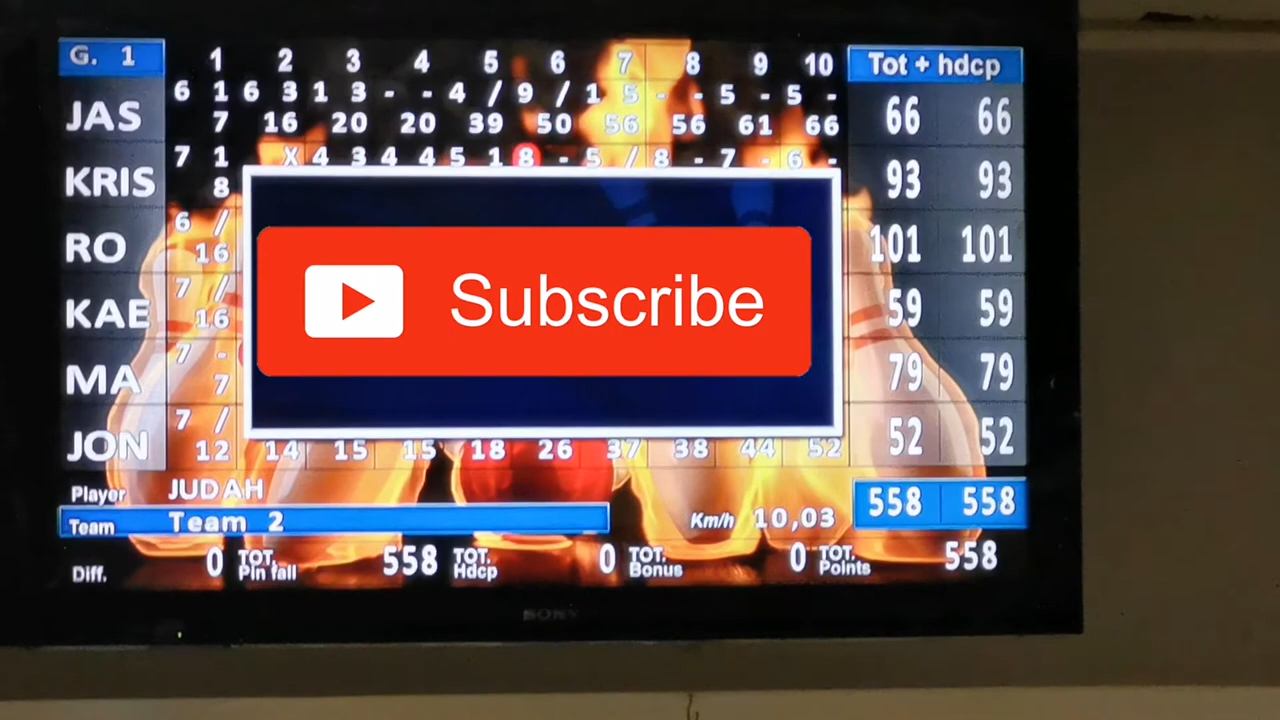 G. 1 1 2 3 4 5 6 7 8 9 10 Tot + hdcp
6 1 6 3 1 3 - - 4 / 9 / 1 5 - - 5 - 5 -
JAS 7 16 20 20 39 50 56 56 61 66 66 66
7 1 X 4 3 4 4 5 1 8 - 5 / 8 - 7 - 6 -
KRIS 8 93 93
6 /
RO 16 101 101
7 /
KAE 16 59 59
7 -
MA 7 79 79
7 /
JON 12 14 15 15 18 26 37 38 44 52 52 52
Subscribe
Player JUDAH 558 558
Team Team 2 Km/h 10,03
Diff. 0 TOT. Pin fall 558 TOT. Hdcp 0 TOT. Bonus 0 TOT. Points 558
SONY